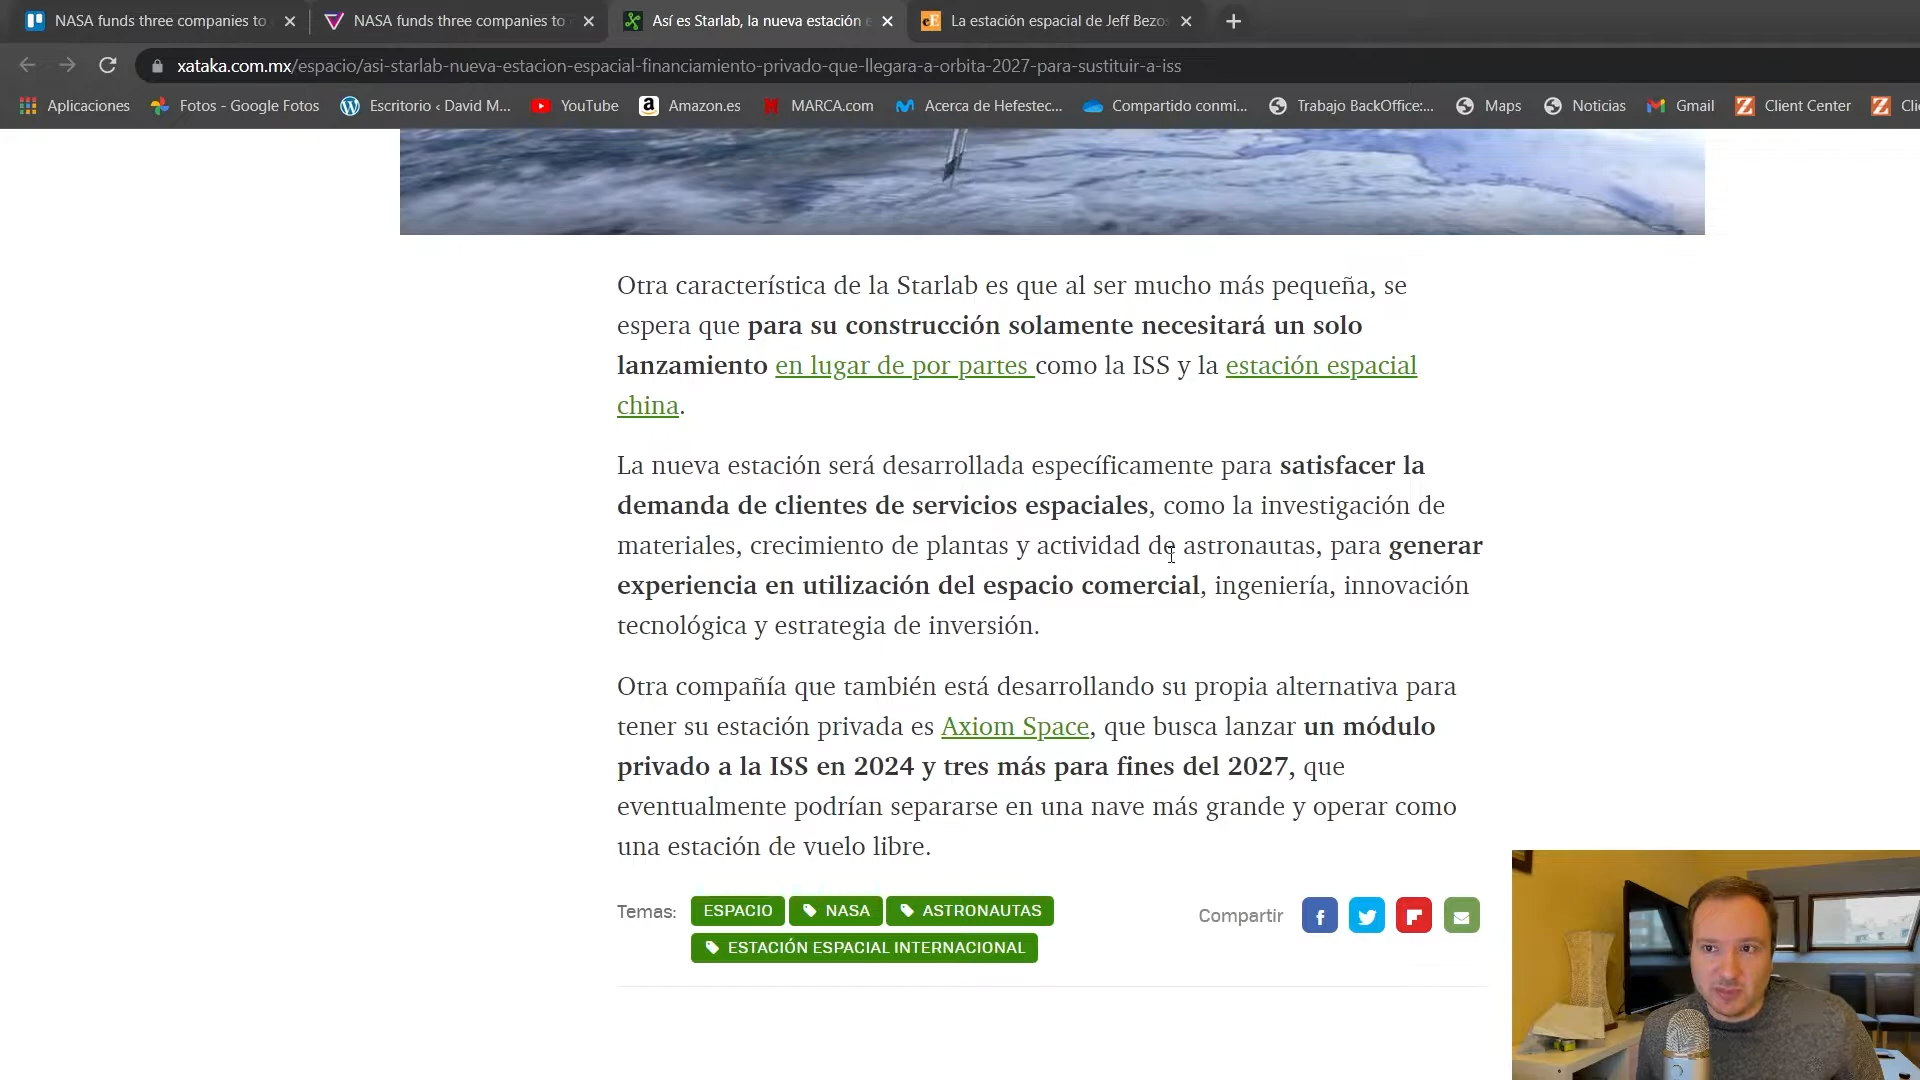 NASA funds three companies to
NASA funds three companies to
Así es Starlab, la nueva estación e
La estación espacial de Jeff Bezo
xataka.com.mx/espacio/asi-starlab-nueva-estacion-espacial-financiamiento-privado-que-llegara-a-orbita-2027-para-sustituir-a-iss
Aplicaciones
Fotos - Google Fotos
Escritorio ‹ David M...
YouTube
Amazon.es
MARCA.com
Acerca de Hefestec...
Compartido conmi...
Trabajo BackOffice:...
Maps
Noticias
Gmail
Client Center
Clie
Otra característica de la Starlab es que al ser mucho más pequeña, se
espera que para su construcción solamente necesitará un solo
lanzamiento en lugar de por partes como la ISS y la estación espacial
china.
La nueva estación será desarrollada específicamente para satisfacer la
demanda de clientes de servicios espaciales, como la investigación de
materiales, crecimiento de plantas y actividad de astronautas, para generar
experiencia en utilización del espacio comercial, ingeniería, innovación
tecnológica y estrategia de inversión.
Otra compañía que también está desarrollando su propia alternativa para
tener su estación privada es Axiom Space, que busca lanzar un módulo
privado a la ISS en 2024 y tres más para fines del 2027, que
eventualmente podrían separarse en una nave más grande y operar como
una estación de vuelo libre.
Temas:
ESPACIO
NASA
ASTRONAUTAS
ESTACIÓN ESPACIAL INTERNACIONAL
Compartir